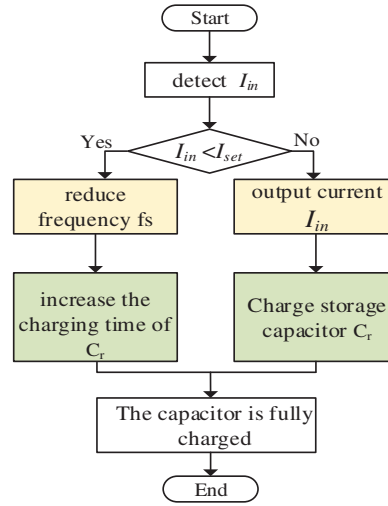 Start
detect I_in
Yes
I_in < I_set
No
reduce
frequency fs
output current
I_in
increase the
charging time of
C_r
Charge storage
capacitor C_r
The capacitor is fully
charged
End